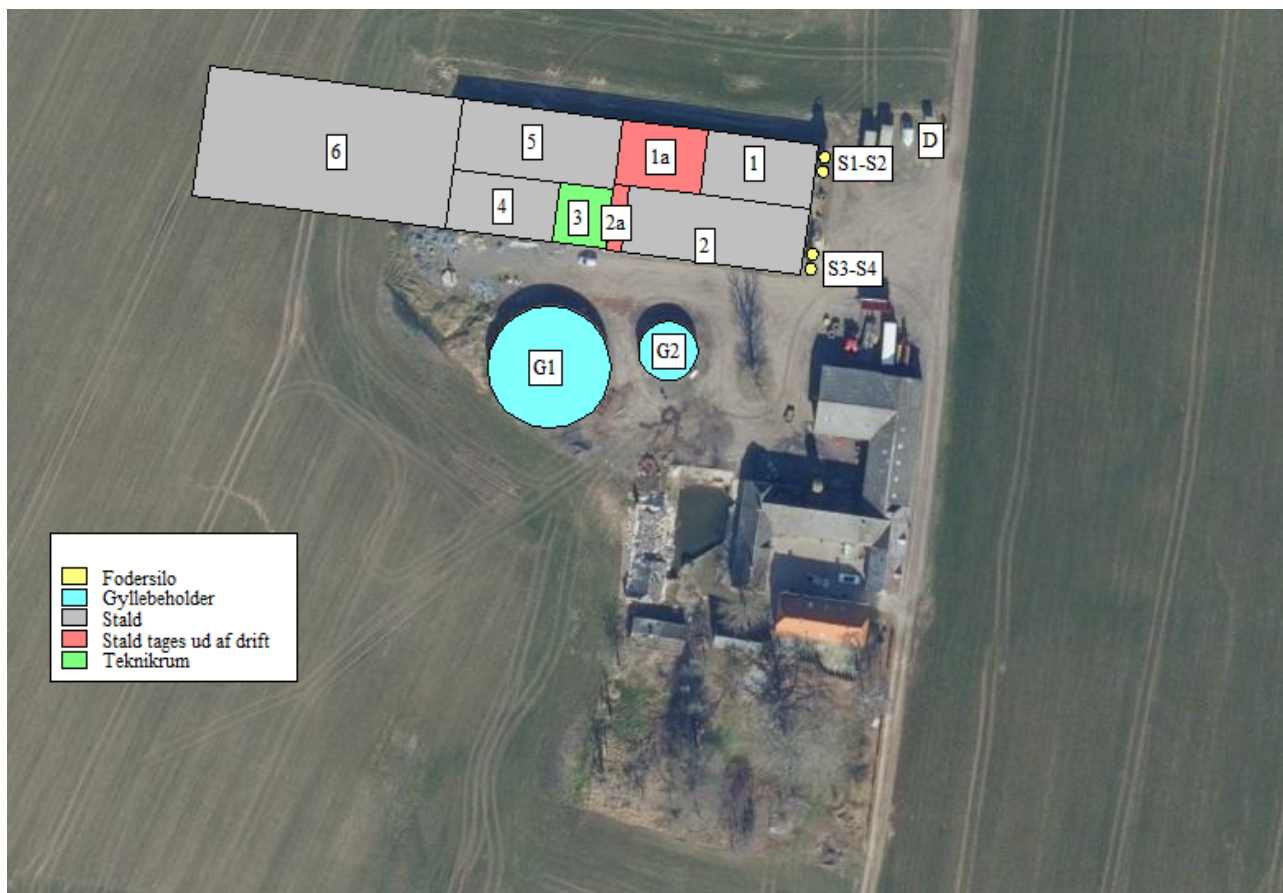 6
5
1a
1
S1-S2
D
4
3
2a
2
S3-S4
G1
G2
Fodersilo
Gyllebeholder
Stald
Stald tages ud af drift
Teknikrum